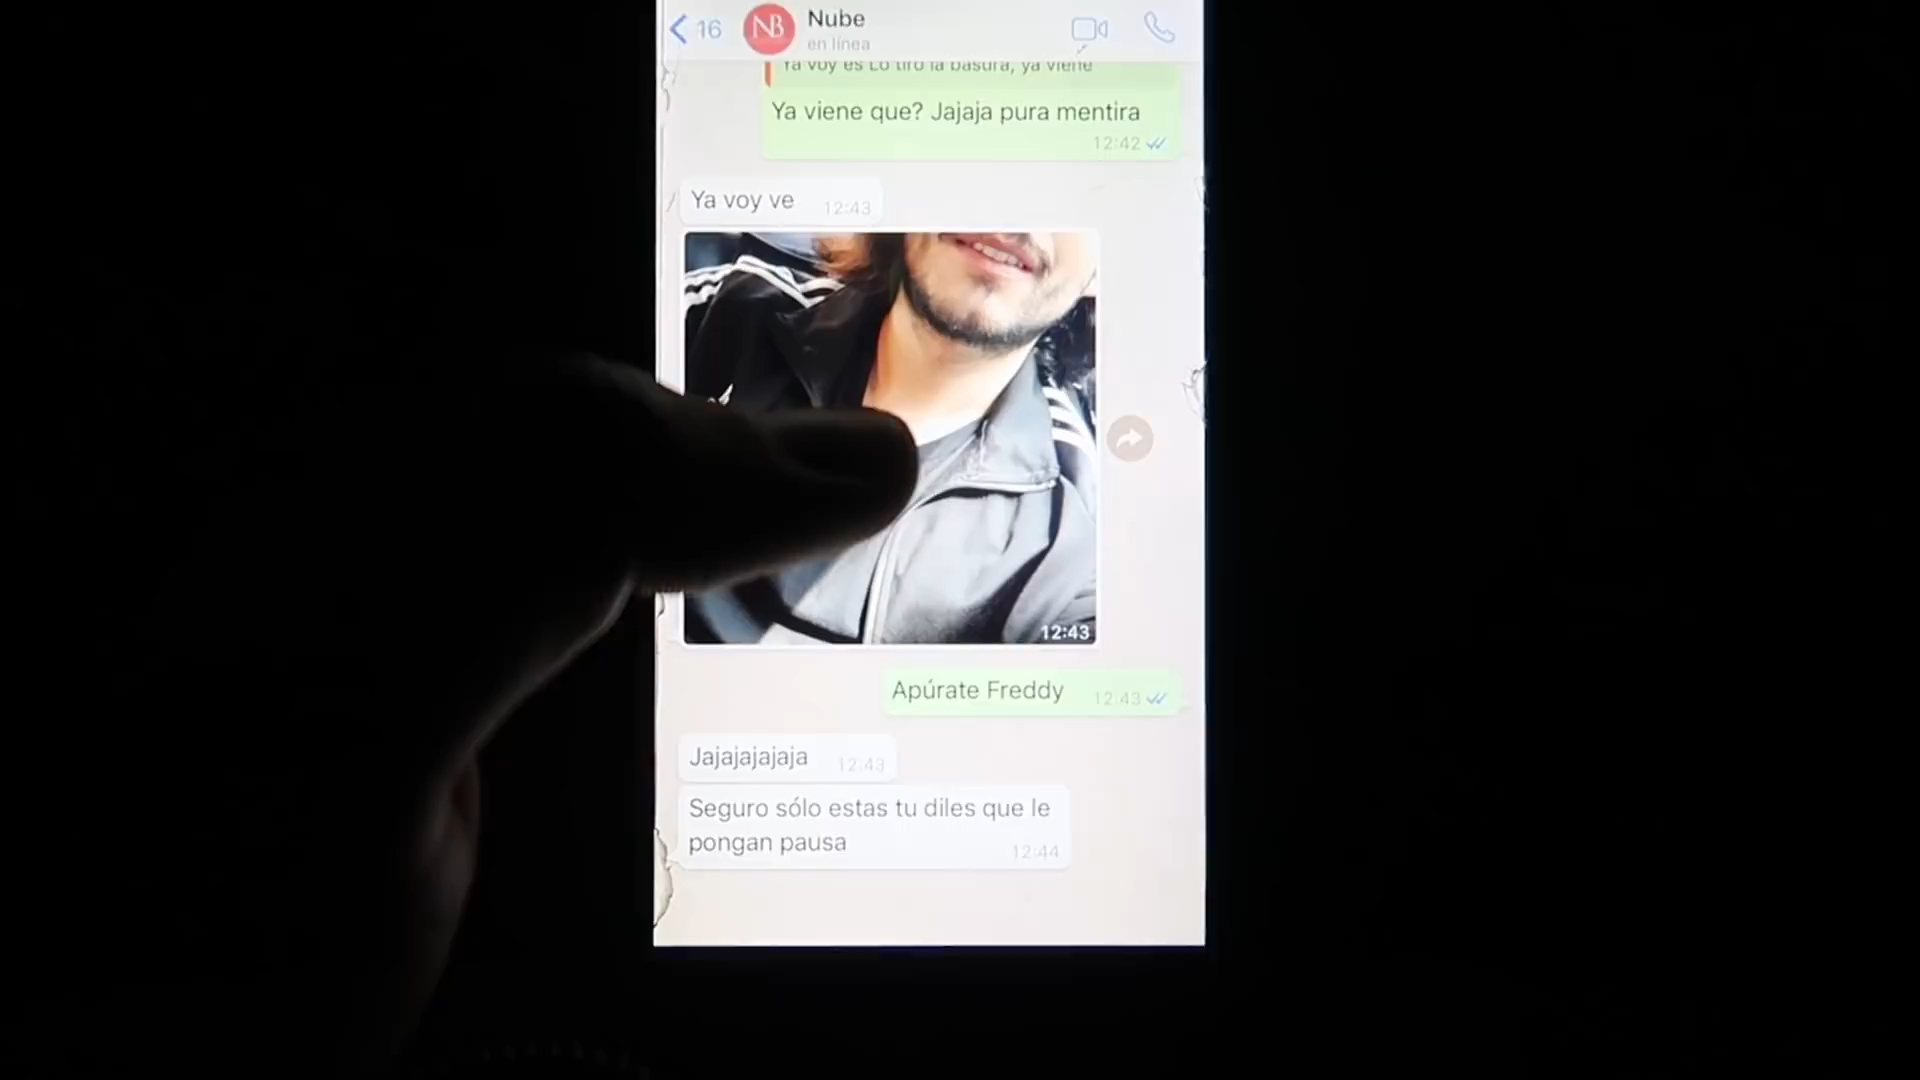 16
NB
Nube
en línea
Ya voy es Lo tiro la basura, ya viene
Ya viene que? Jajaja pura mentira
12:42
Ya voy ve
12:43
12:43
Apúrate Freddy
12:43
Jajajajajaja
12:43
Seguro sólo estas tu diles que le
pongan pausa
12:44